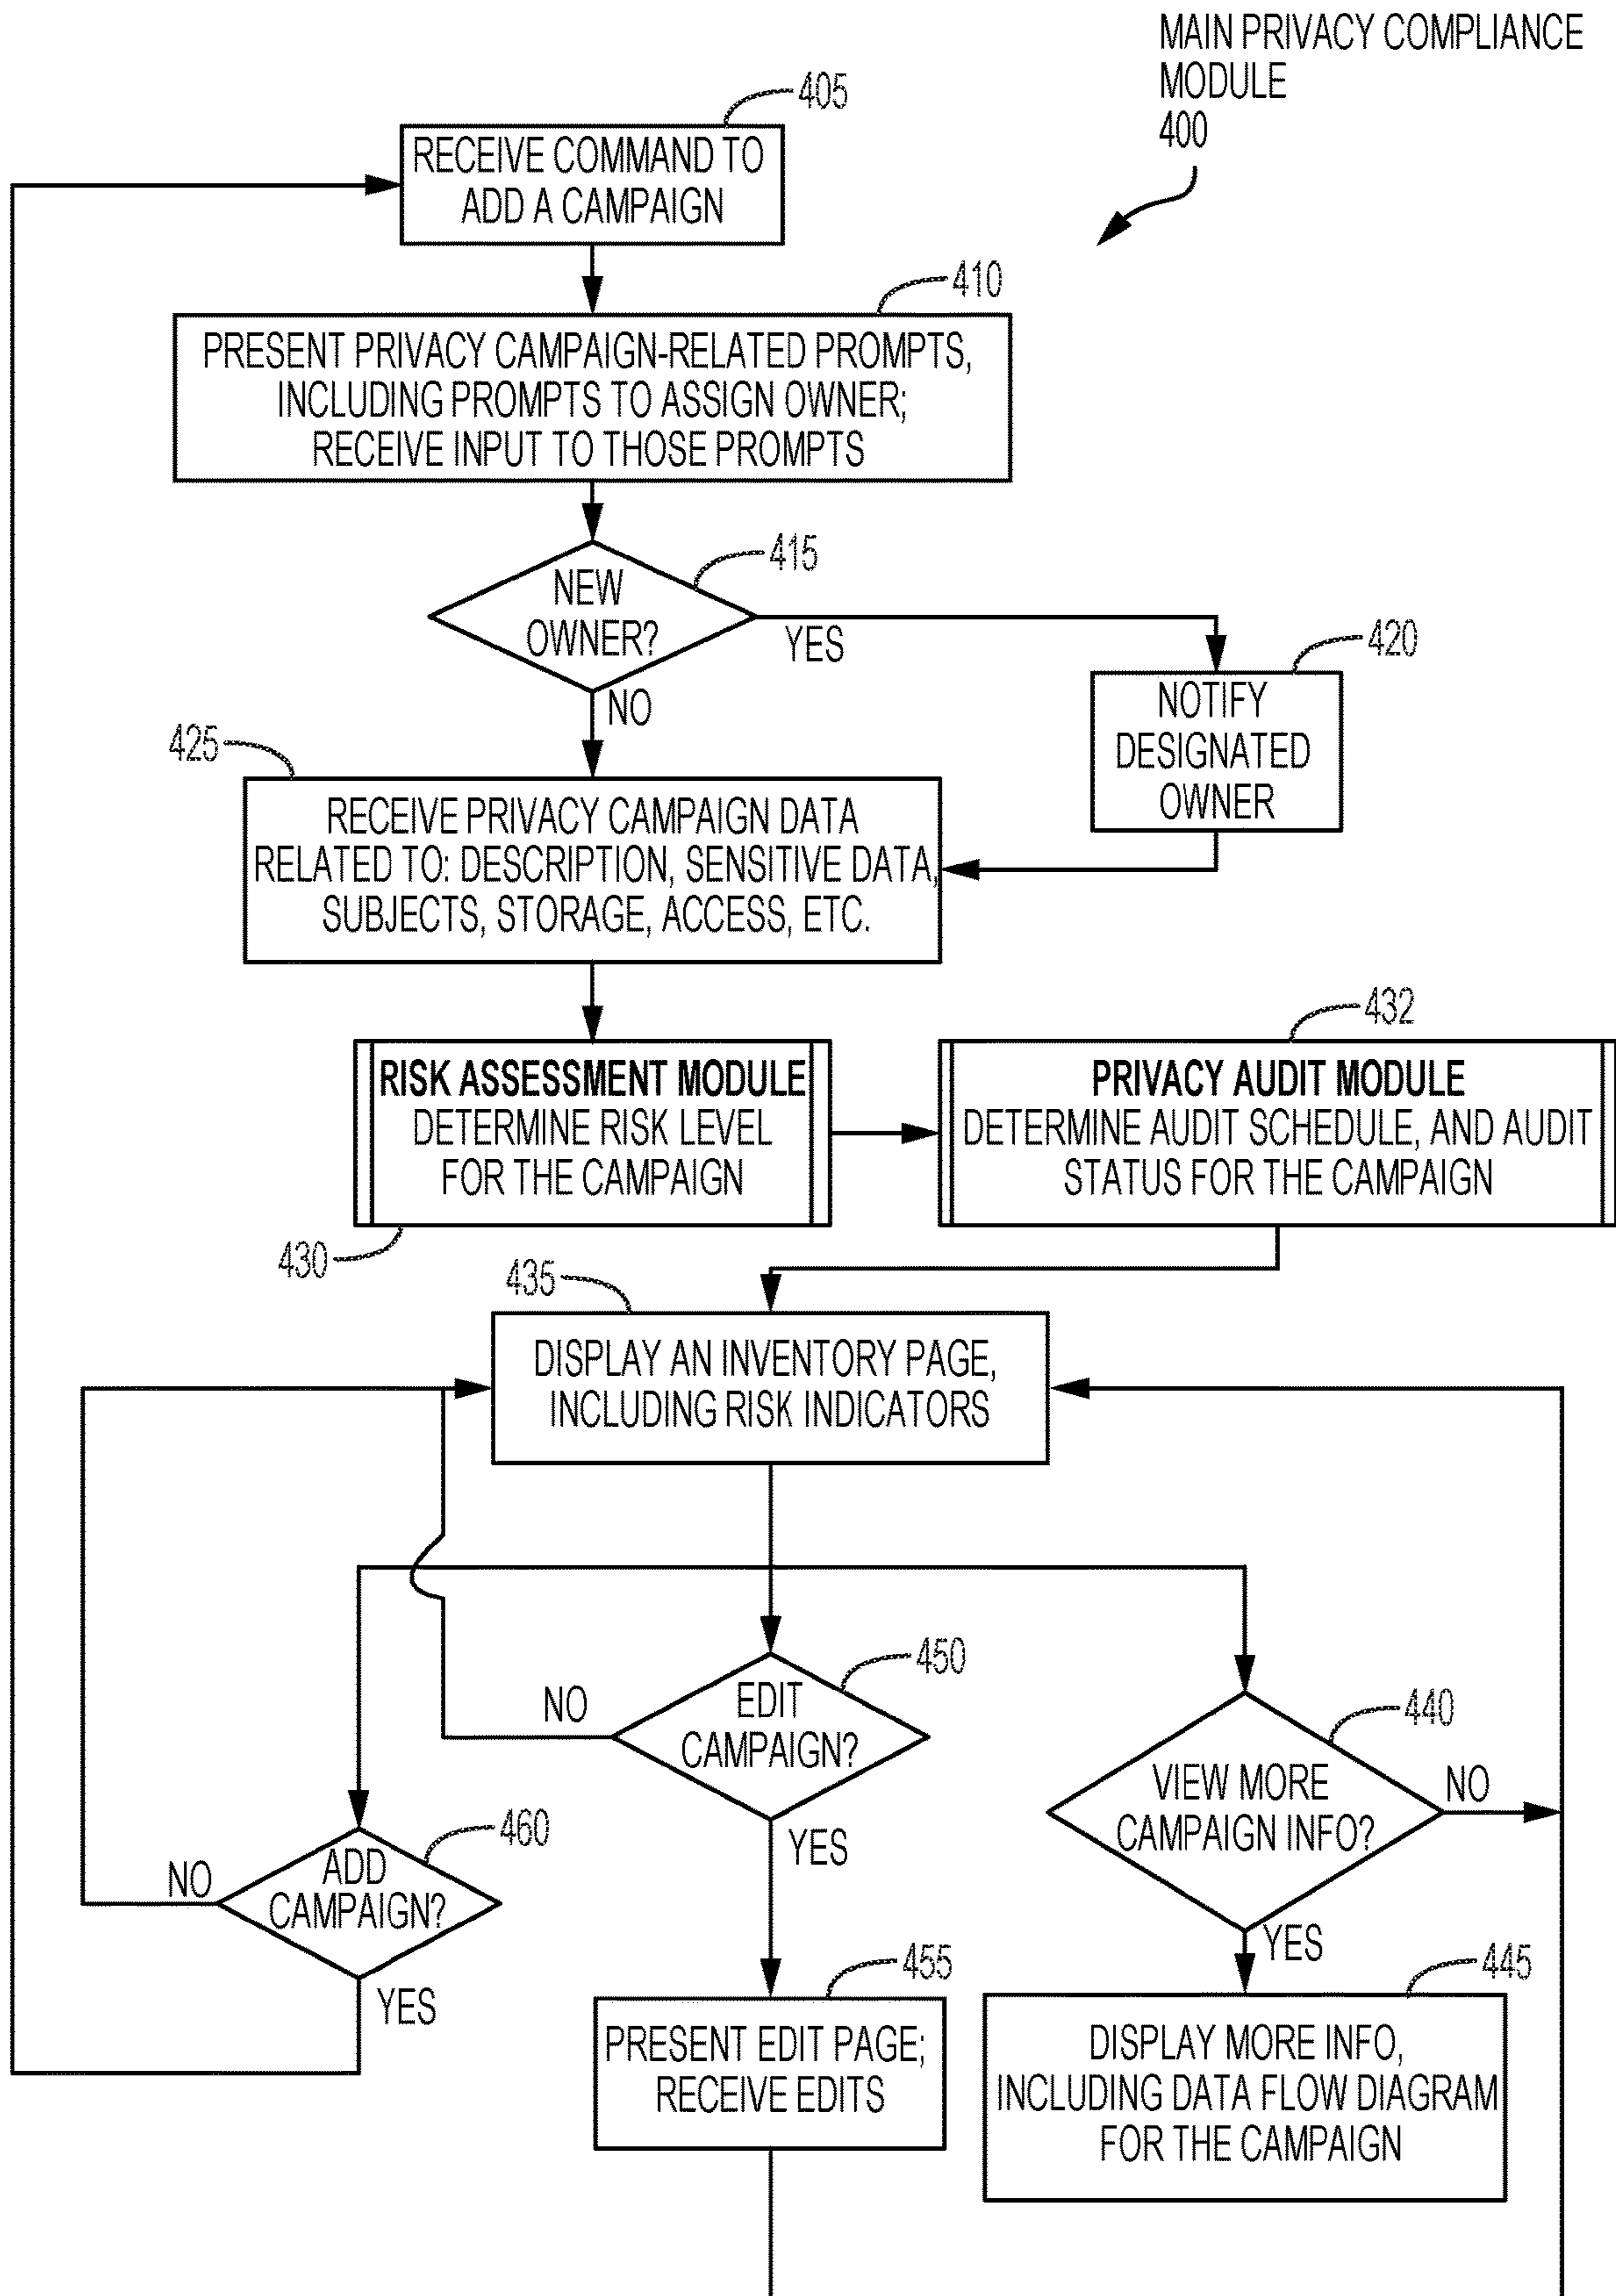 MAIN PRIVACY COMPLIANCE
MODULE
400
405
RECEIVE COMMAND TO
ADD A CAMPAIGN
410
PRESENT PRIVACY CAMPAIGN-RELATED PROMPTS,
INCLUDING PROMPTS TO ASSIGN OWNER;
RECEIVE INPUT TO THOSE PROMPTS
415
NEW
OWNER?
YES
NO
420
NOTIFY
DESIGNATED
OWNER
425
RECEIVE PRIVACY CAMPAIGN DATA
RELATED TO: DESCRIPTION, SENSITIVE DATA,
SUBJECTS, STORAGE, ACCESS, ETC.
RISK ASSESSMENT MODULE
DETERMINE RISK LEVEL
FOR THE CAMPAIGN
430
432
PRIVACY AUDIT MODULE
DETERMINE AUDIT SCHEDULE, AND AUDIT
STATUS FOR THE CAMPAIGN
435
DISPLAY AN INVENTORY PAGE,
INCLUDING RISK INDICATORS
450
EDIT
CAMPAIGN?
NO
YES
440
VIEW MORE
CAMPAIGN INFO?
NO
YES
460
ADD
CAMPAIGN?
NO
YES
455
PRESENT EDIT PAGE;
RECEIVE EDITS
445
DISPLAY MORE INFO,
INCLUDING DATA FLOW DIAGRAM
FOR THE CAMPAIGN